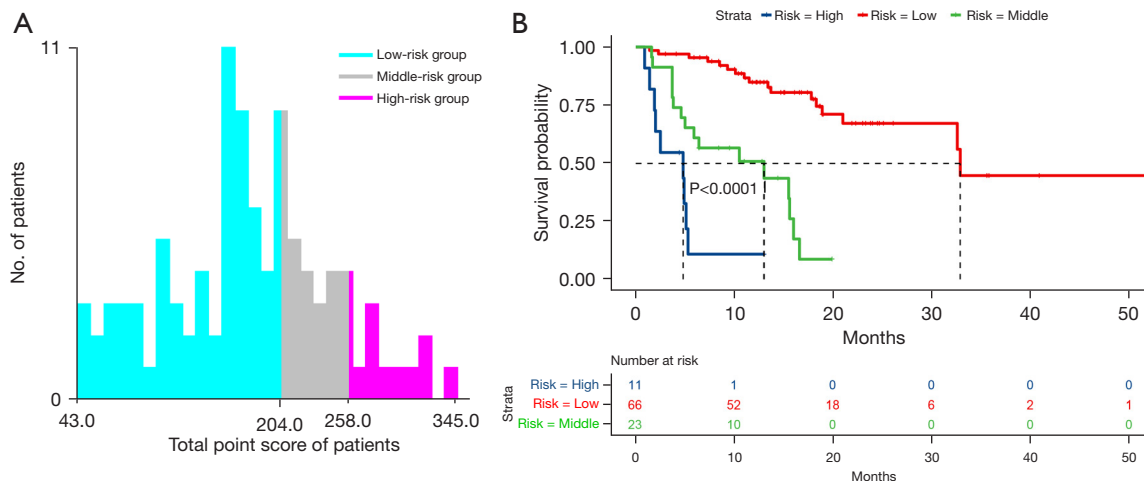 A
11
Low-risk group
Middle-risk group
High-risk group
No. of patients
0
43.0 204.0 258.0 345.0
Total point score of patients
B
Strata Risk = High Risk = Low Risk = Middle
1.00
0.75
0.50
0.25
0.00
Survival probability
P<0.0001
0 10 20 30 40 50
Months
Number at risk
Strata
Risk = High 11 1 0 0 0 0
Risk = Low 66 52 18 6 2 1
Risk = Middle 23 10 0 0 0 0
0 10 20 30 40 50
Months